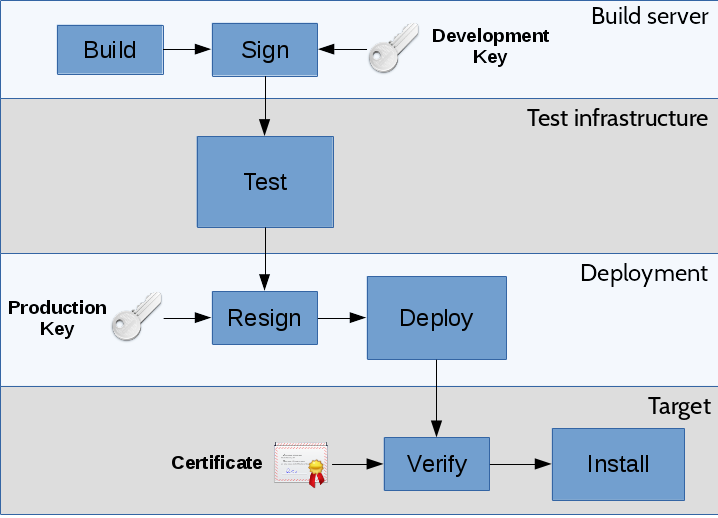 Build server
Build
Sign
Development
Key
Test infrastructure
Test
Deployment
Production
Key
Resign
Deploy
Target
Certificate
Verify
Install